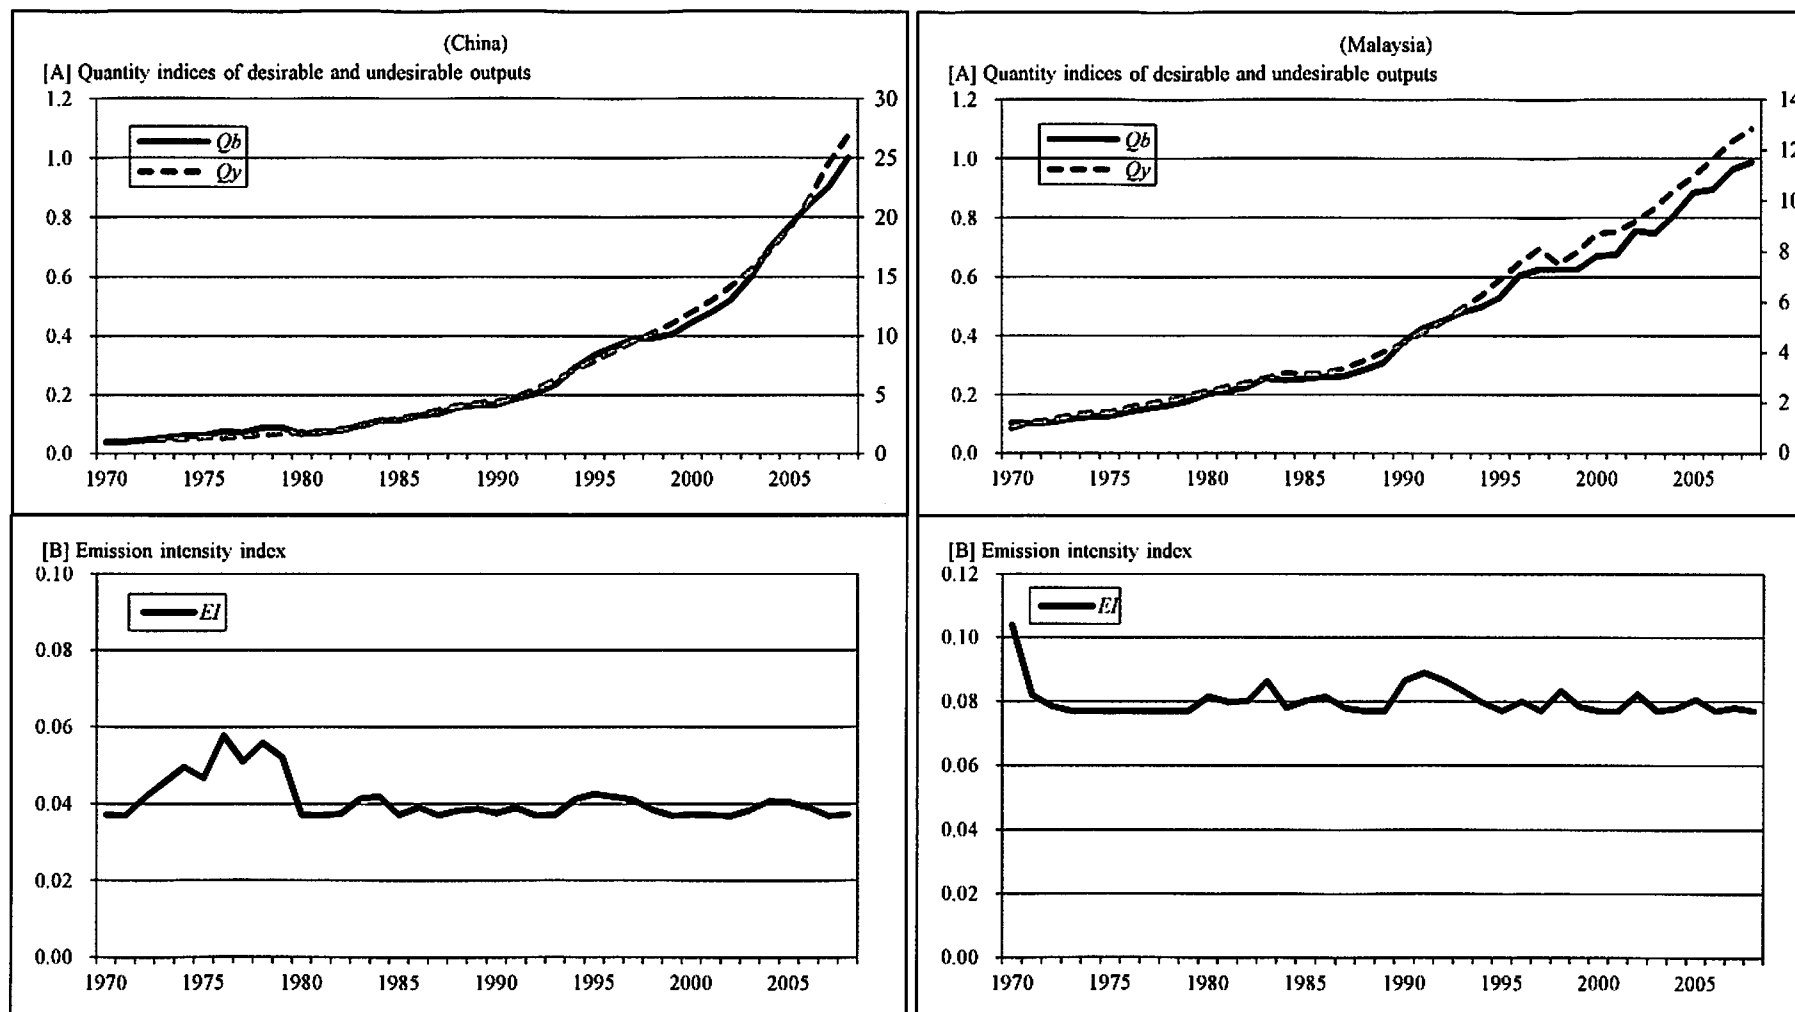 (China)
[A] Quantity indices of desirable and undesirable outputs
1.2
1.0
0.8
0.6
0.4
0.2
0.0
30
25
20
15
10
5
0
Qb
Qy
1970 1975 1980 1985 1990 1995 2000 2005
(Malaysia)
[A] Quantity indices of desirable and undesirable outputs
1.2
1.0
0.8
0.6
0.4
0.2
0.0
14
12
10
8
6
4
2
0
Qb
Qy
1970 1975 1980 1985 1990 1995 2000 2005
[B] Emission intensity index
0.10
0.08
0.06
0.04
0.02
0.00
EI
1970 1975 1980 1985 1990 1995 2000 2005
[B] Emission intensity index
0.12
0.10
0.08
0.06
0.04
0.02
0.00
EI
1970 1975 1980 1985 1990 1995 2000 2005